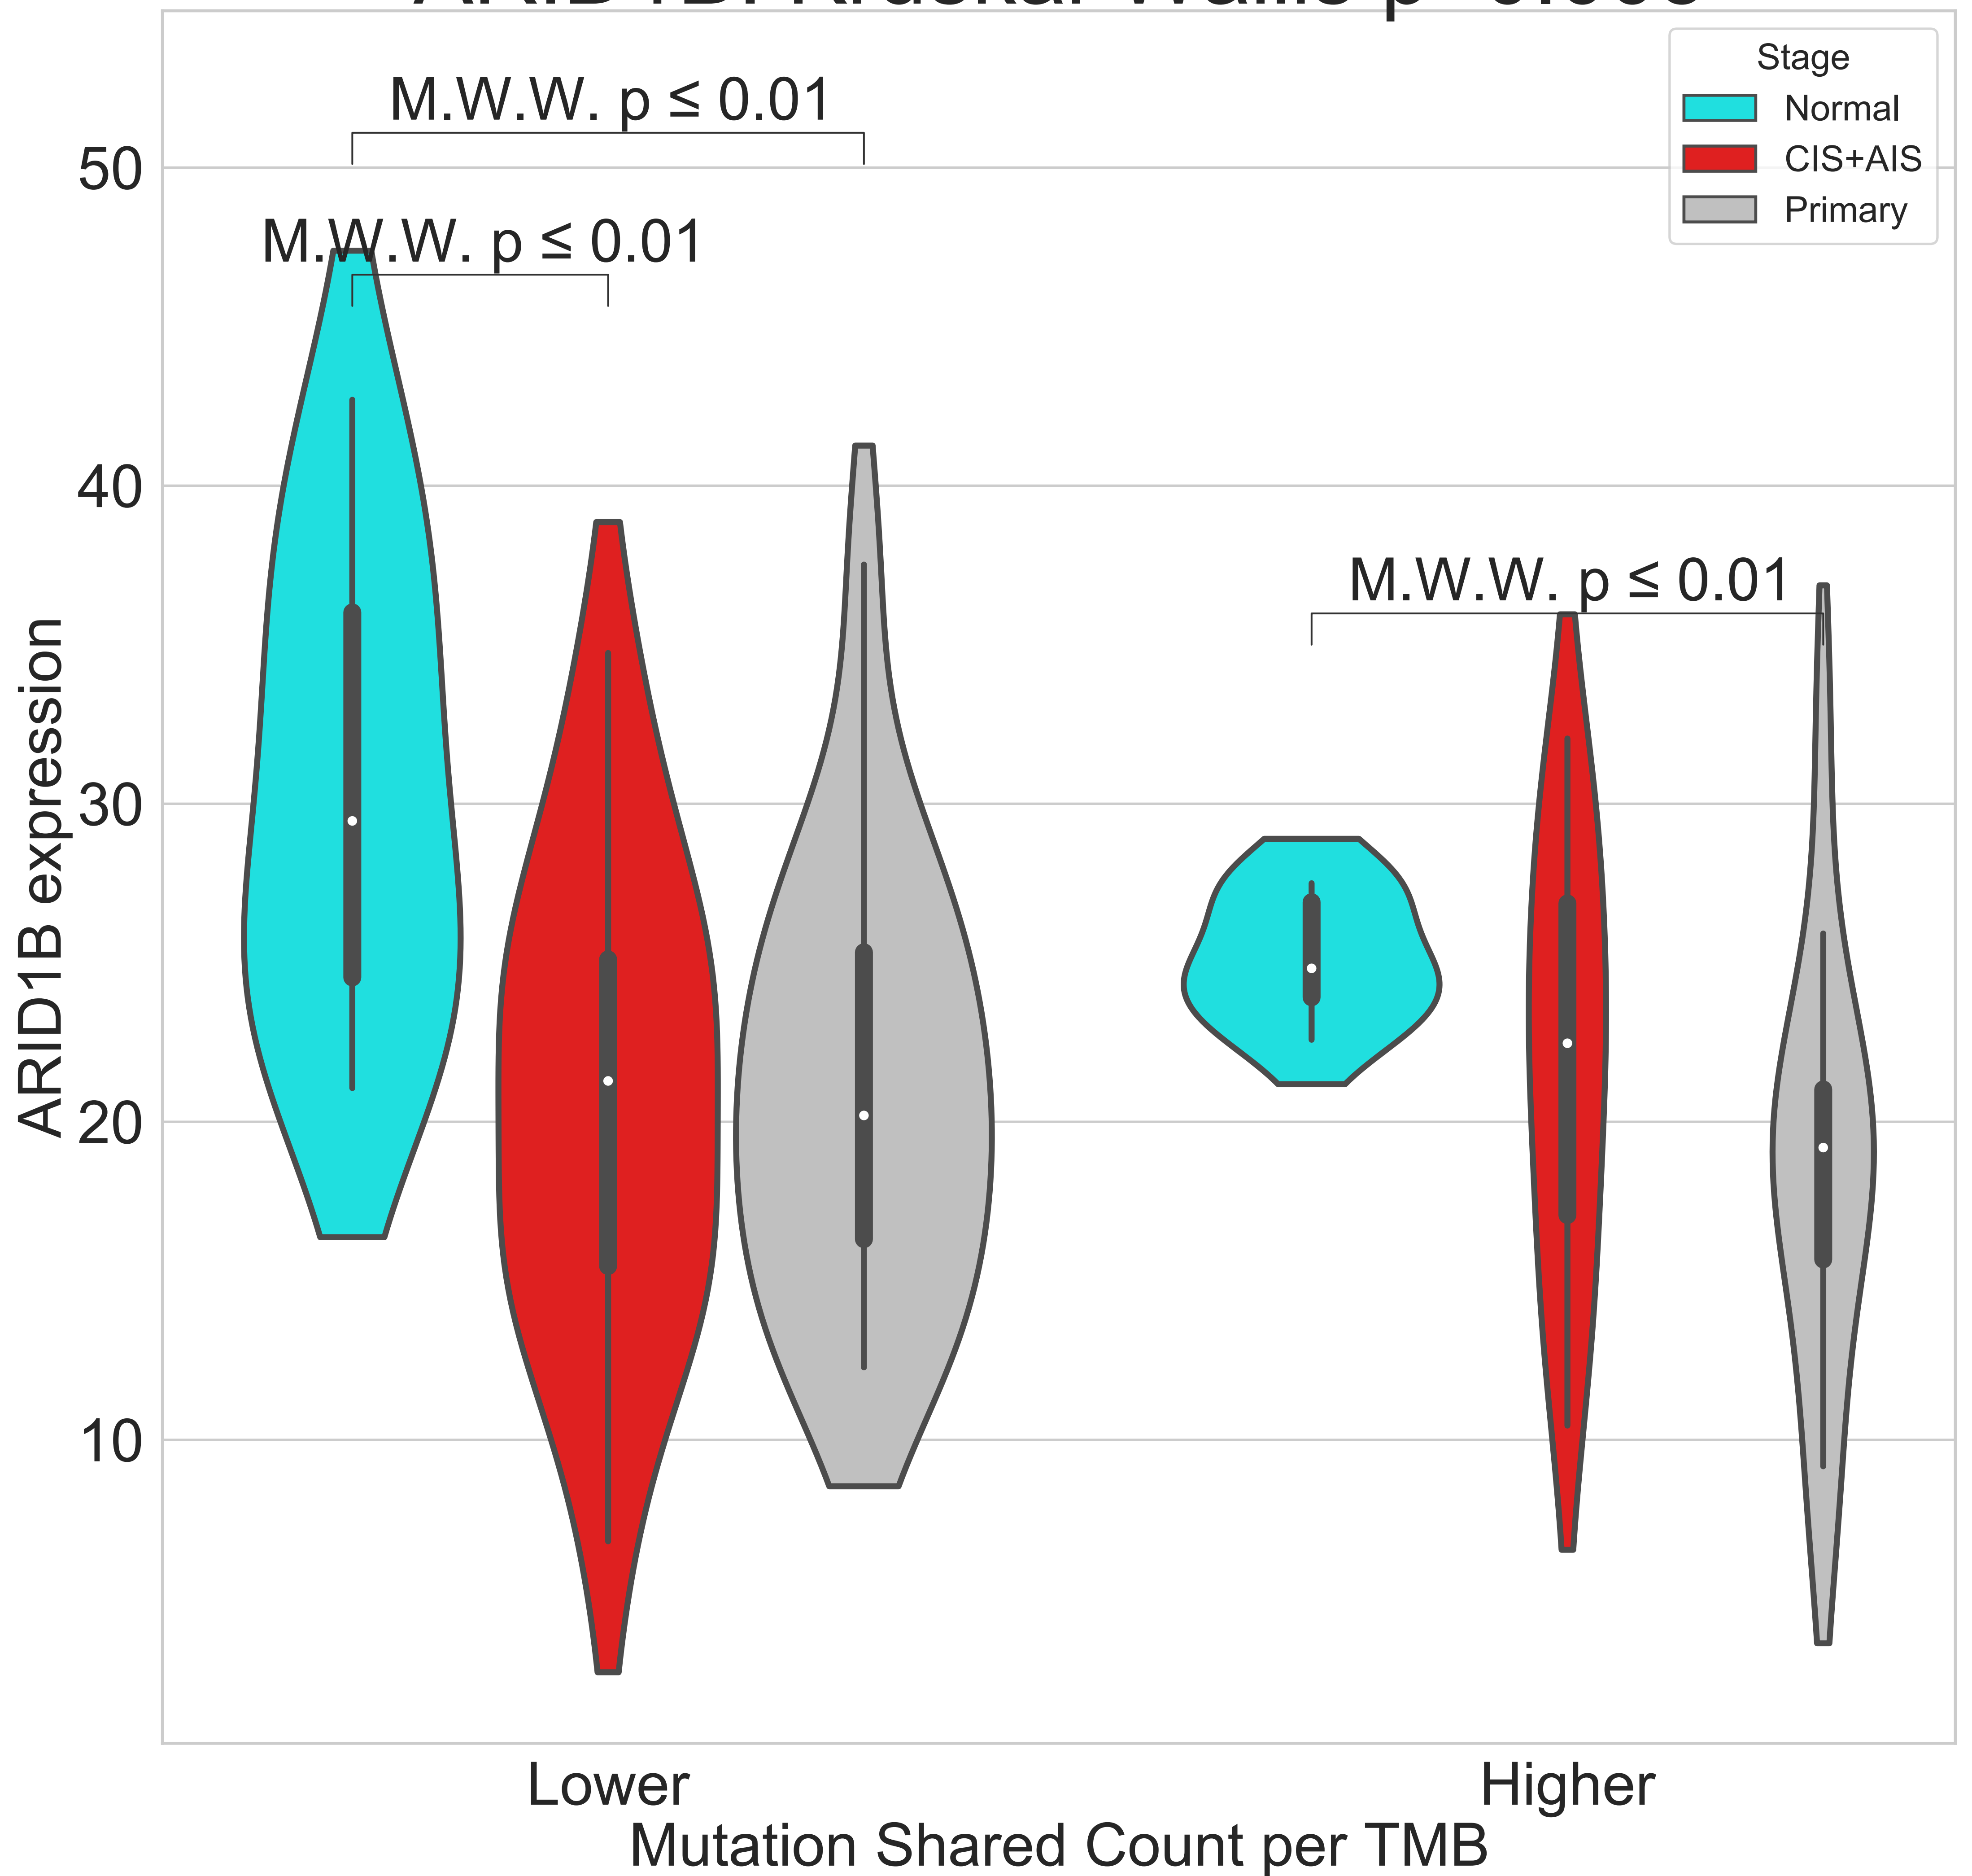 Stage
Normal
CIS+AIS
Primary
M.W.W. p ≤ 0.01
M.W.W. p ≤ 0.01
M.W.W. p ≤ 0.01
50
40
30
20
10
ARID1B expression
Lower
Higher
Mutation Shared Count per TMB